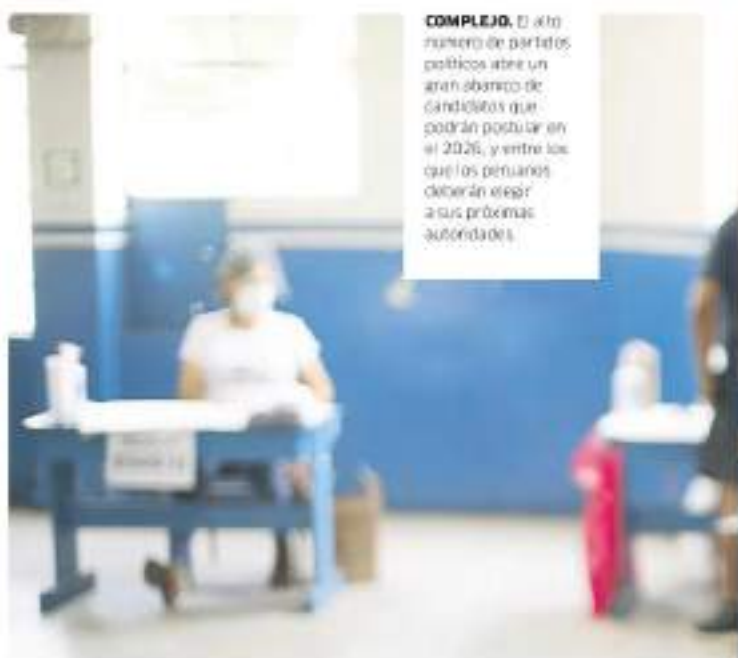 COMPLEJO. El alto
número de partidos
políticos abre un
gran abanico de
candidatos que
podrán postular en
el 2026, y entre los
que los peruanos
deberán elegir
a sus próximas
autoridades.